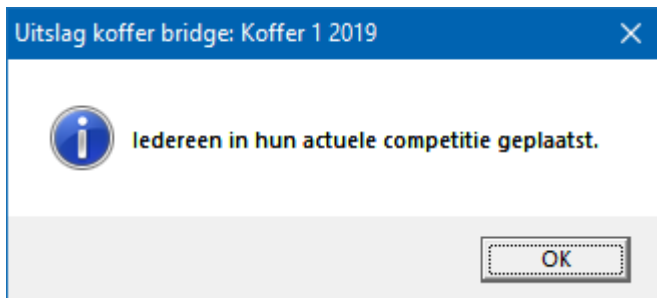 Uitslag koffer bridge: Koffer 1 2019
Iedereen in hun actuele competitie geplaatst.
OK